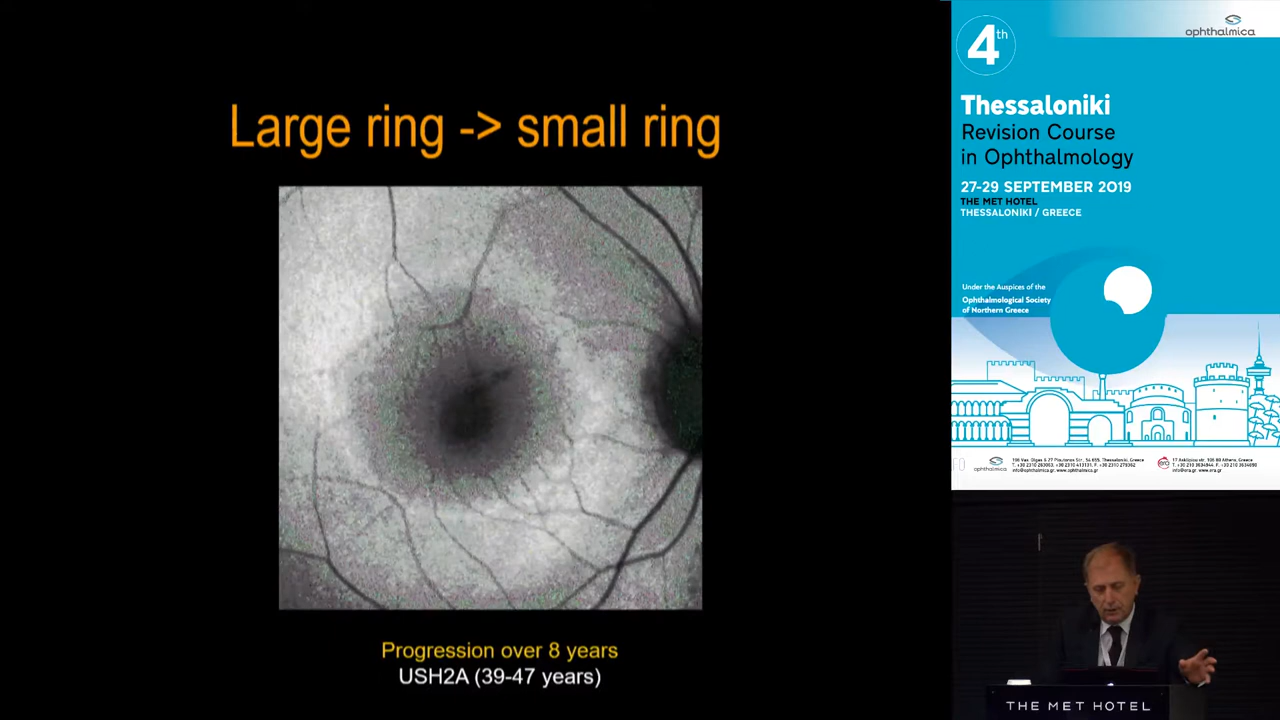 Large ring -> small ring
Progression over 8 years
USH2A (39-47 years)
ophthalmica
4th
Thessaloniki
Revision Course
in Ophthalmology
27-29 SEPTEMBER 2019
THE MET HOTEL
THESSALONIKI / GREECE
Under the Auspices of the
Ophthalmological Society
of Northern Greece
ophthalmica
THE MET HOTEL